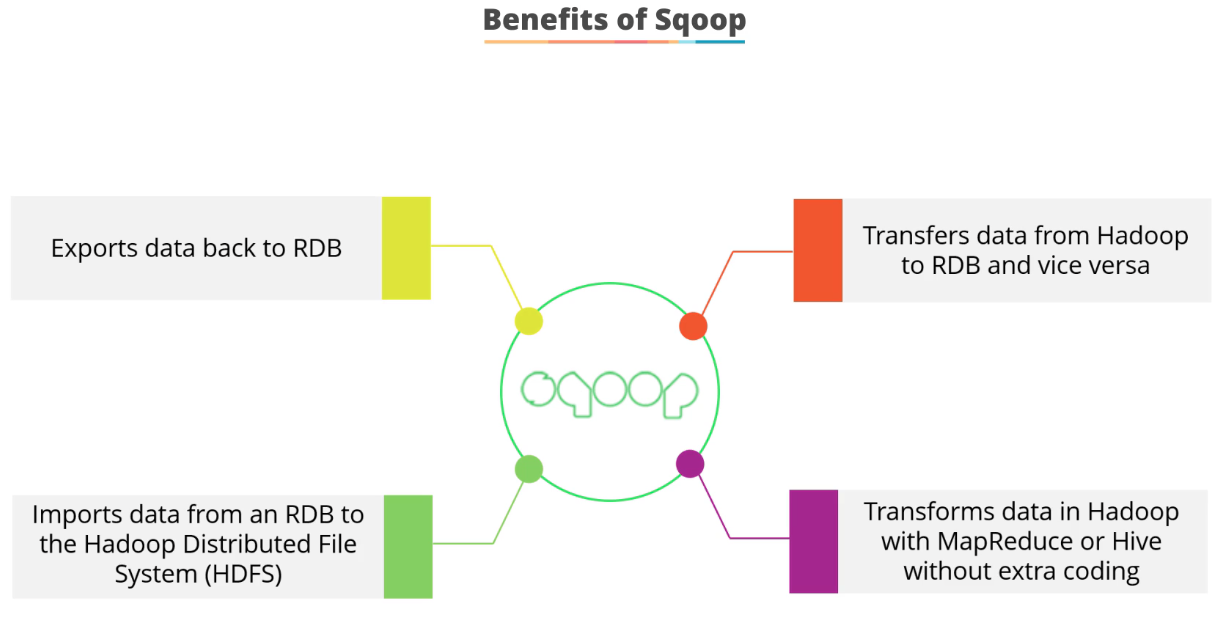 Benefits of Sqoop
Exports data back to RDB
Transfers data from Hadoop
to RDB and vice versa
sqoop
Imports data from an RDB to
the Hadoop Distributed File
System (HDFS)
Transforms data in Hadoop
with MapReduce or Hive
without extra coding